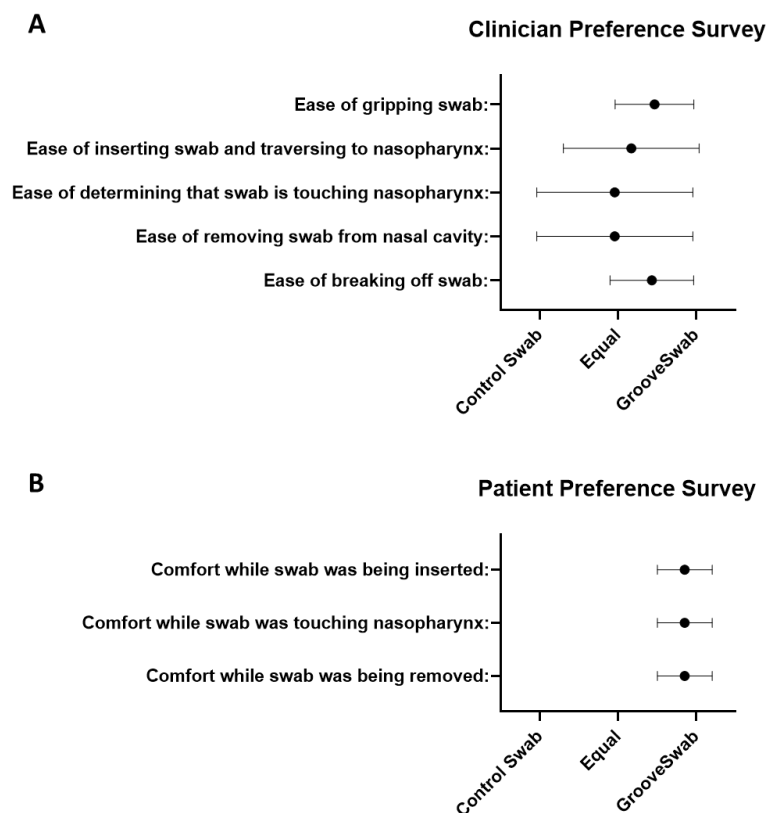 A
Clinician Preference Survey
Ease of gripping swab:
Ease of inserting swab and traversing to nasopharynx:
Ease of determining that swab is touching nasopharynx:
Ease of removing swab from nasal cavity:
Ease of breaking off swab:
Control Swab
Equal
GrooveSwab
B
Patient Preference Survey
Comfort while swab was being inserted:
Comfort while swab was touching nasopharynx:
Comfort while swab was being removed:
Control Swab
Equal
GrooveSwab